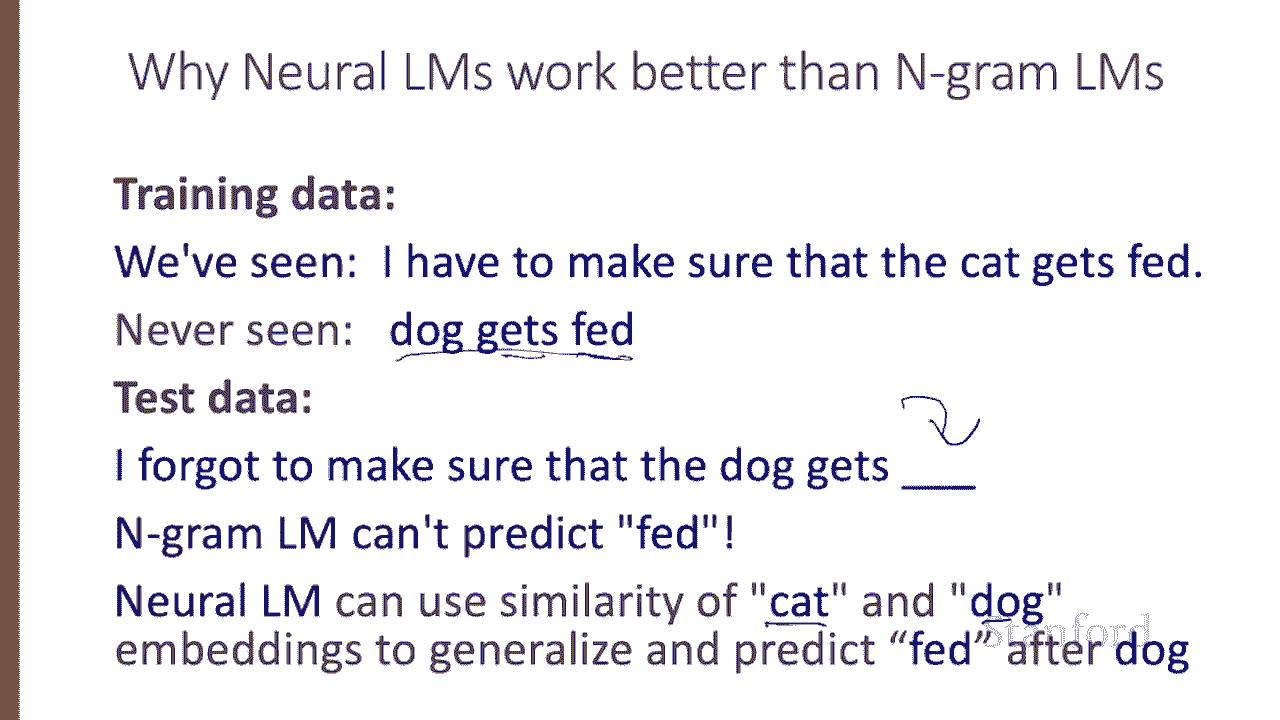 Why Neural LMs work better than N-gram LMs
Training data:
We've seen: I have to make sure that the cat gets fed.
Never seen: dog gets fed
Test data:
I forgot to make sure that the dog gets ___
N-gram LM can't predict "fed"!
Neural LM can use similarity of "cat" and "dog"
embeddings to generalize and predict “fed” after dog
Stanford